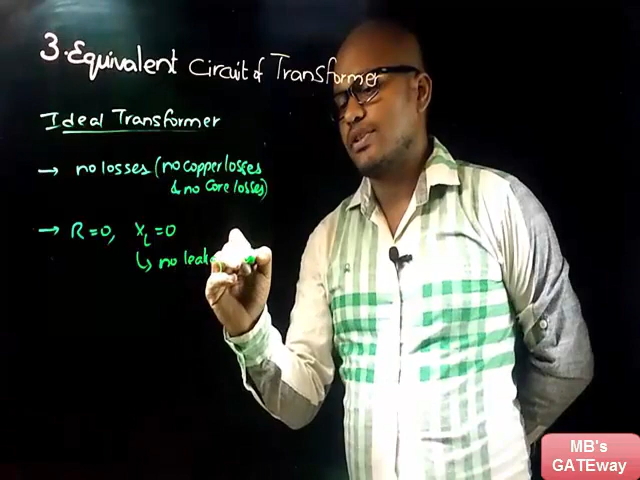 3. Equivalent Circuit of Transformer
Ideal Transformer
→ no losses (no copper losses
& no Core losses)
→ R=0, X_L=0
↳ no
MB's
GATEway